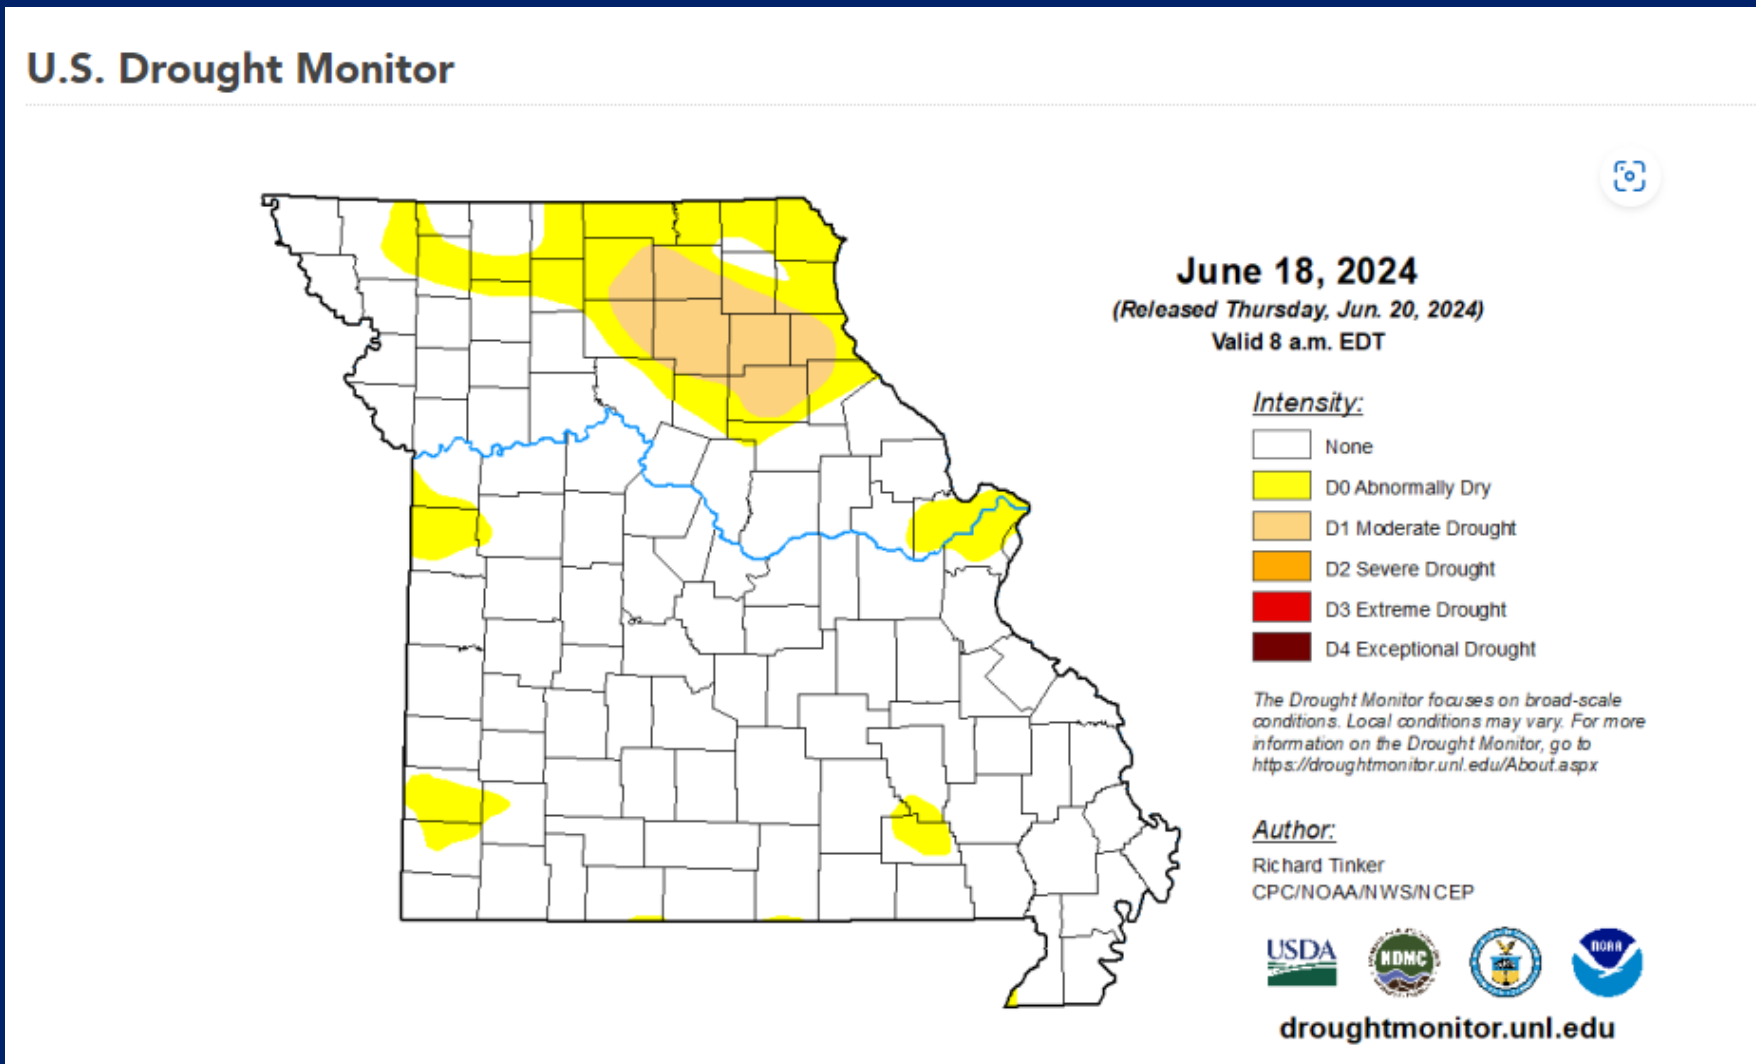 U.S. Drought Monitor
June 18, 2024
(Released Thursday, Jun. 20, 2024)
Valid 8 a.m. EDT
Intensity:
None
D0 Abnormally Dry
D1 Moderate Drought
D2 Severe Drought
D3 Extreme Drought
D4 Exceptional Drought
The Drought Monitor focuses on broad-scale
conditions. Local conditions may vary. For more
information on the Drought Monitor, go to
https://droughtmonitor.unl.edu/About.aspx
Author:
Richard Tinker
CPC/NOAA/NWS/NCEP
USDA
NDMC
NOAA
droughtmonitor.unl.edu